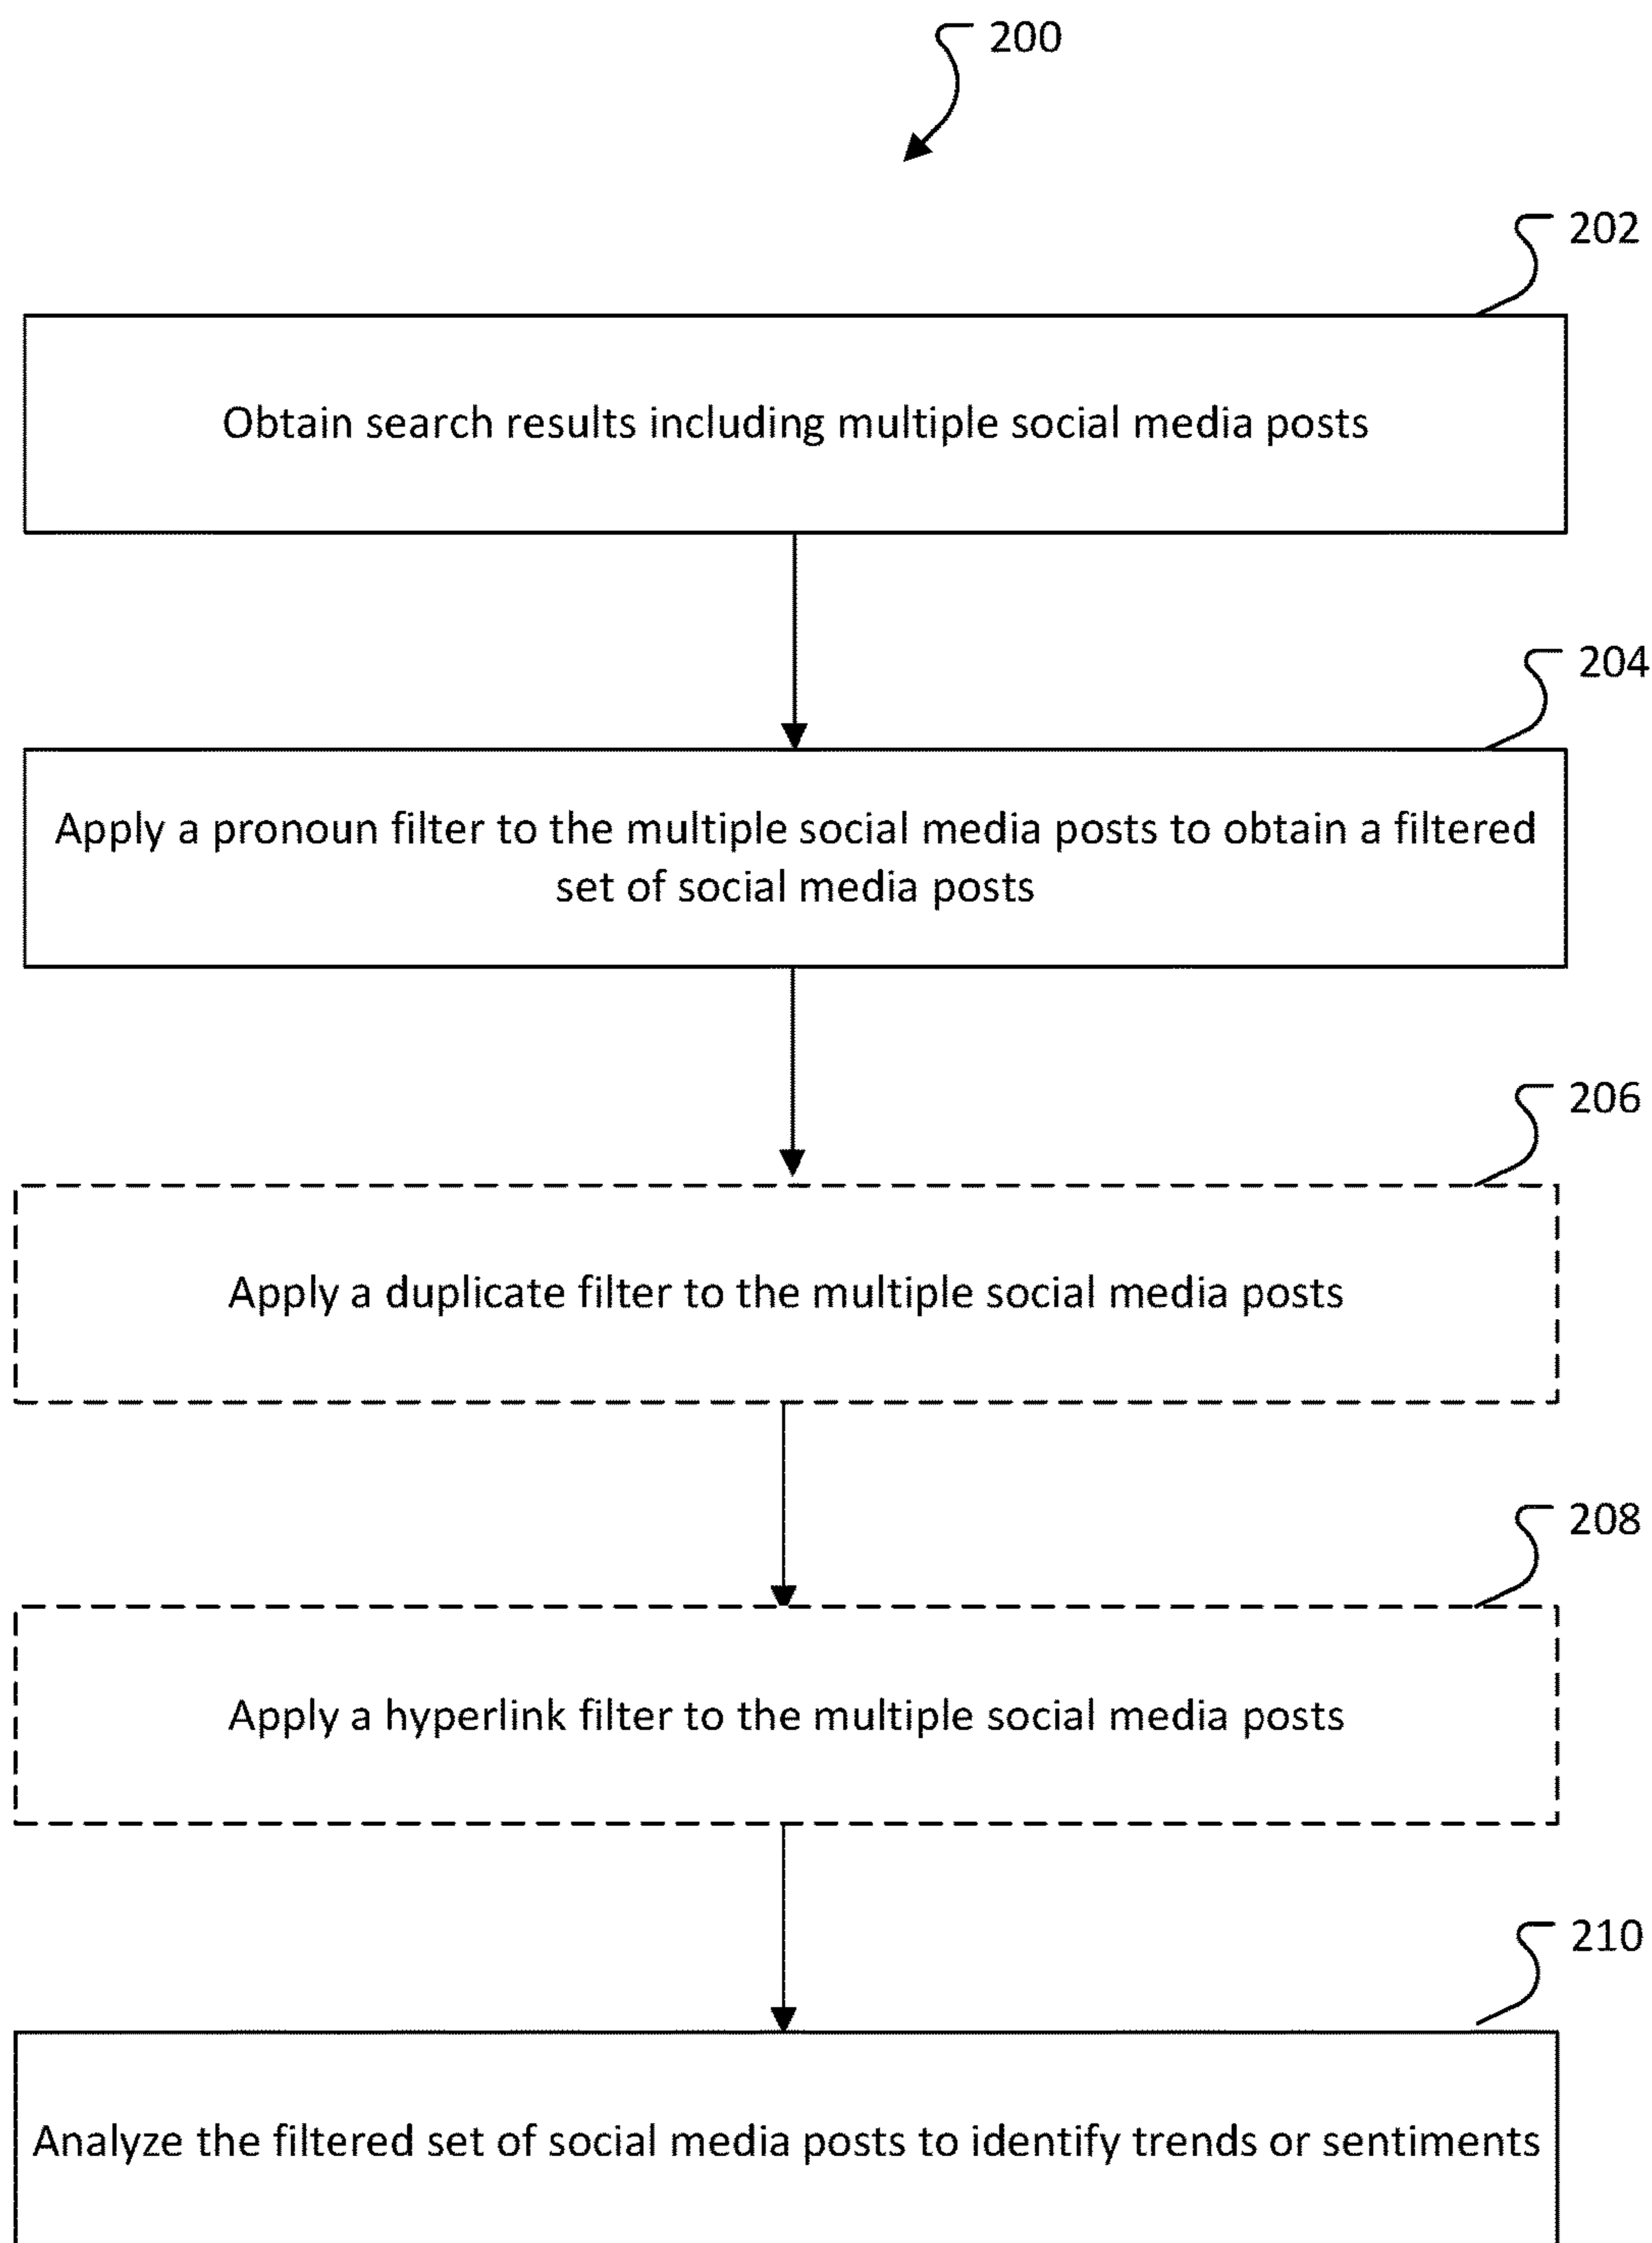 200
202
Obtain search results including multiple social media posts
204
Apply a pronoun filter to the multiple social media posts to obtain a filtered
set of social media posts
206
Apply a duplicate filter to the multiple social media posts
208
Apply a hyperlink filter to the multiple social media posts
210
Analyze the filtered set of social media posts to identify trends or sentiments